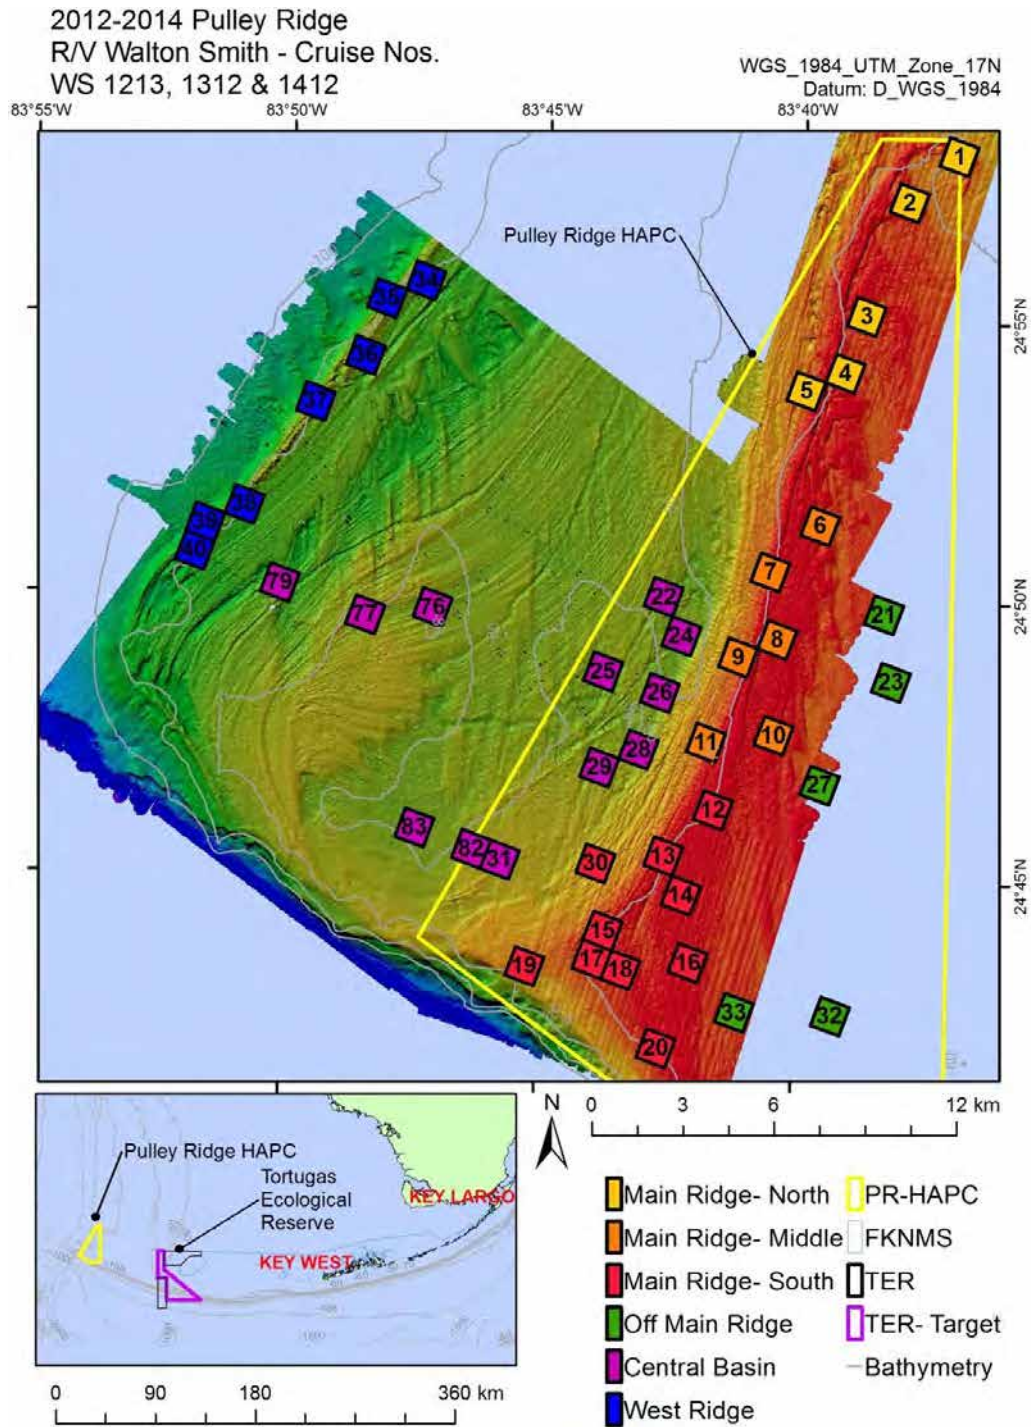 2012-2014 Pulley Ridge
R/V Walton Smith - Cruise Nos.
WS 1213, 1312 & 1412
WGS_1984_UTM_Zone_17N
Datum: D_WGS_1984
83°55'W
83°50'W
83°45'W
83°40'W
1
2
Pulley Ridge HAPC
34
35
3
24°55'N
36
4
5
37
38
39
6
40
7
79
22
76
77
21
24
8
9
25
23
26
24°50'N
11
10
28
29
27
12
83
82
31
30
13
14
24°45'N
15
17
18
19
16
33
32
20
83°50'W
83°45'W
83°40'W
N
0 3 6 12 km
Pulley Ridge HAPC
Tortugas
Ecological
Reserve
KEY LARGO
KEY WEST
0 90 180 360 km
Main Ridge- North
Main Ridge- Middle
Main Ridge- South
Off Main Ridge
Central Basin
West Ridge
PR-HAPC
FKNMS
TER
TER- Target
Bathymetry